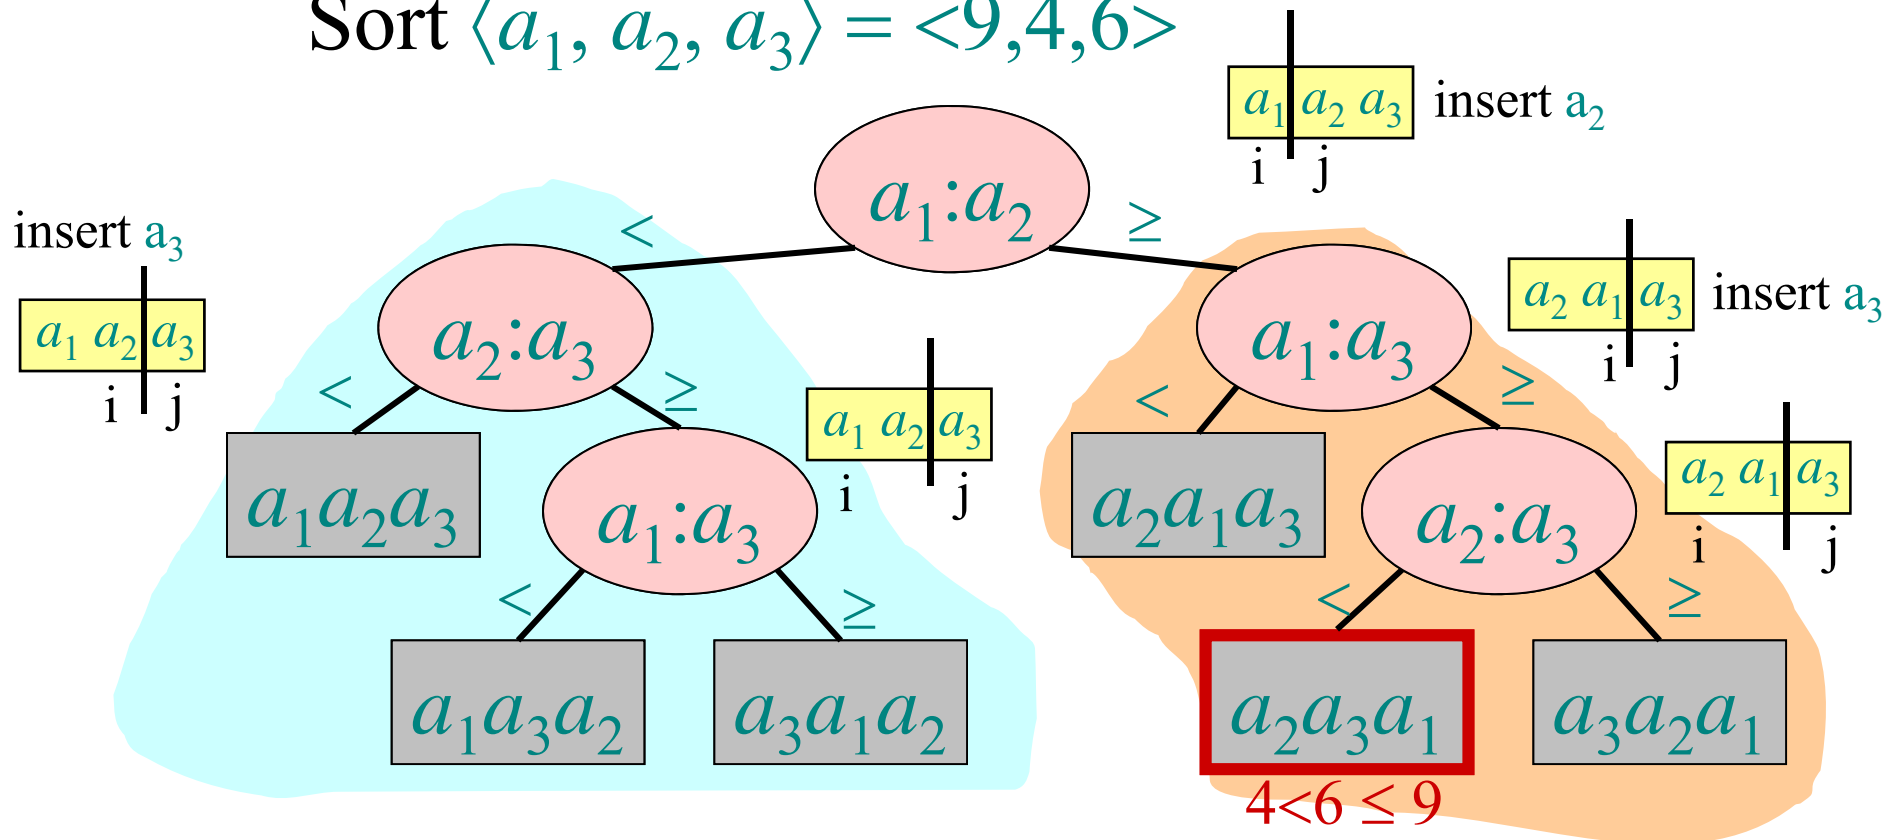 Sort ⟨a₁, a₂, a₃⟩ = <9,4,6>
a₁ a₂ a₃ insert a₂
i j
a₁:a₂
< ≥
insert a₃
a₁ a₂ a₃
i j
a₂:a₃
< ≥
a₁ a₂ a₃
i j
a₁:a₃
< ≥
a₂ a₁ a₃ insert a₃
i j
a₂ a₁ a₃
i j
a₁a₂a₃
a₁:a₃
< ≥
a₂a₁a₃
a₂:a₃
< ≥
a₁a₃a₂
a₃a₁a₂
a₂a₃a₁
a₃a₂a₁
4<6 ≤ 9